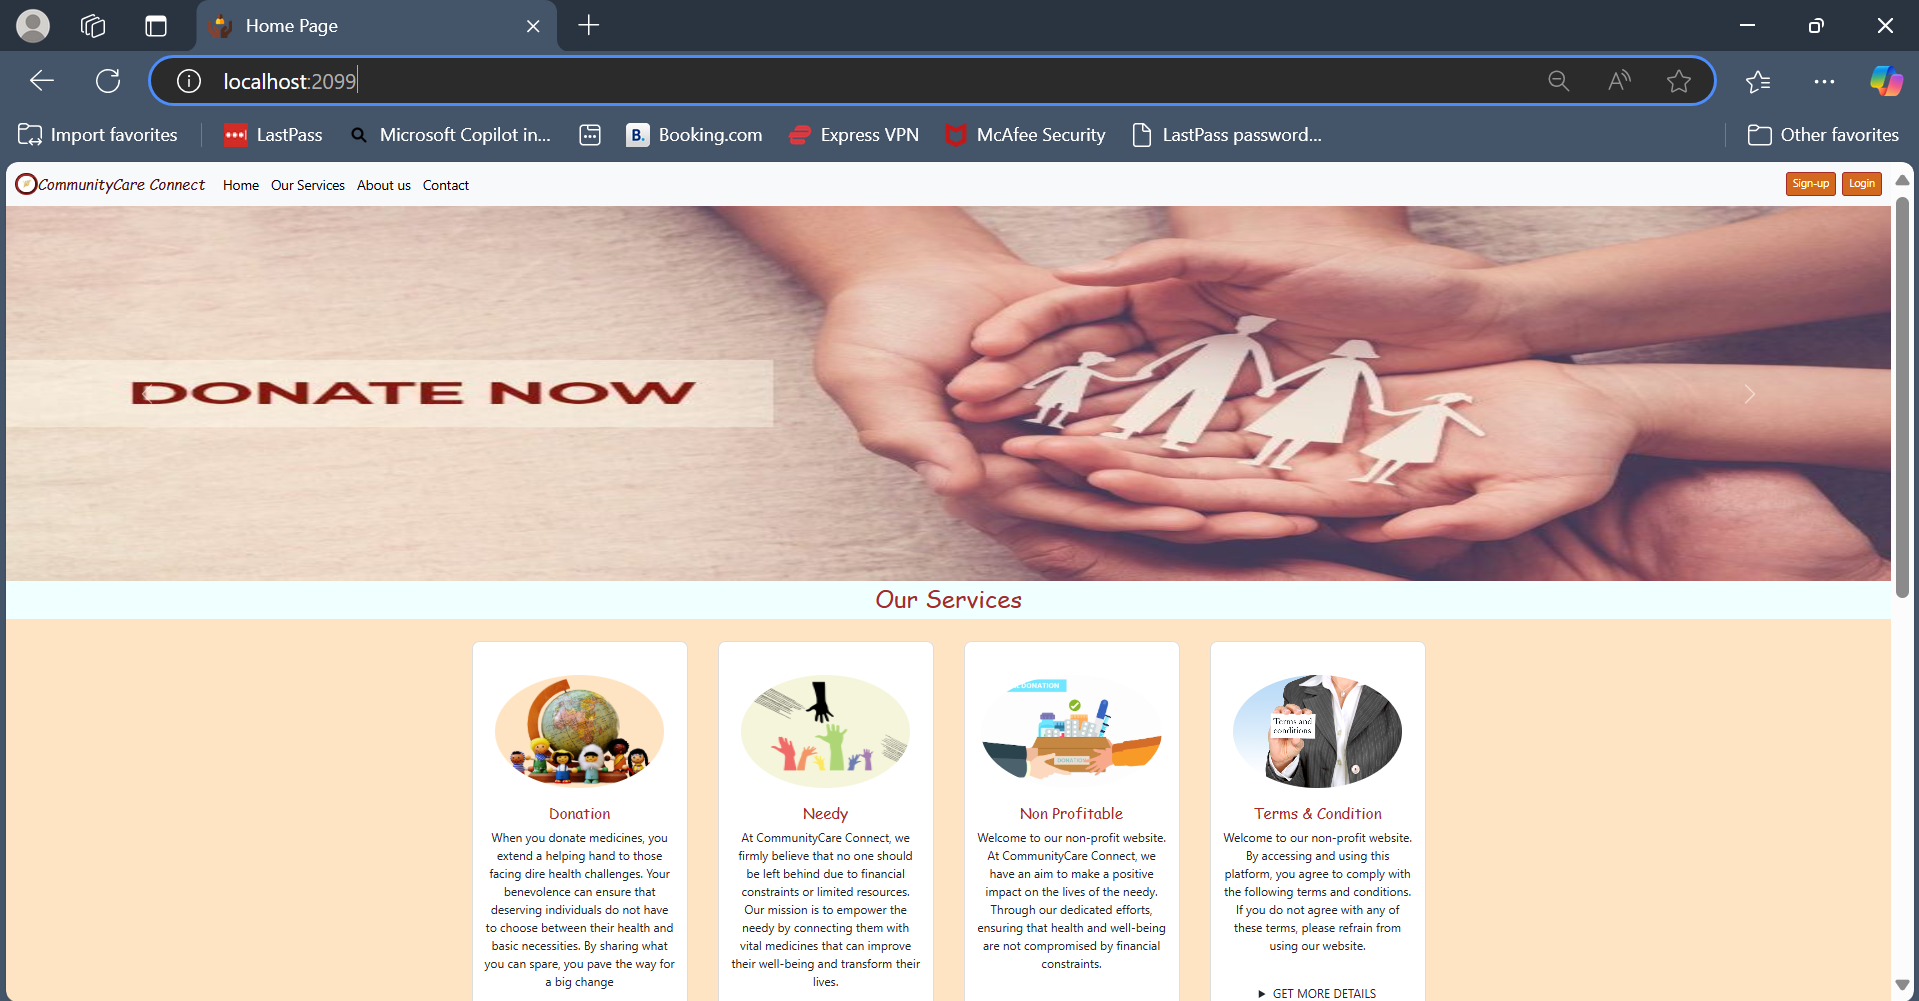 Home Page
localhost:2099
Import favorites
LastPass
Microsoft Copilot in...
B. Booking.com
Express VPN
McAfee Security
LastPass password...
Other favorites
CommunityCare Connect Home Our Services About us Contact
Sign-up Login
DONATE NOW
Our Services
DONATION
DONATION
Terms and
conditions
Donation
When you donate medicines, you
extend a helping hand to those
facing dire health challenges. Your
benevolence can ensure that
deserving individuals do not have
to choose between their health and
basic necessities. By sharing what
you can spare, you pave the way for
a big change
Needy
At CommunityCare Connect, we
firmly believe that no one should
be left behind due to financial
constraints or limited resources.
Our mission is to empower the
needy by connecting them with
vital medicines that can improve
their well-being and transform their
lives.
Non Profitable
Welcome to our non-profit website.
At CommunityCare Connect, we
have an aim to make a positive
impact on the lives of the needy.
Through our dedicated efforts,
ensuring that health and well-being
are not compromised by financial
constraints.
Terms & Condition
Welcome to our non-profit website.
By accessing and using this
platform, you agree to comply with
the following terms and conditions.
If you do not agree with any of
these terms, please refrain from
using our website.
GET MORE DETAILS